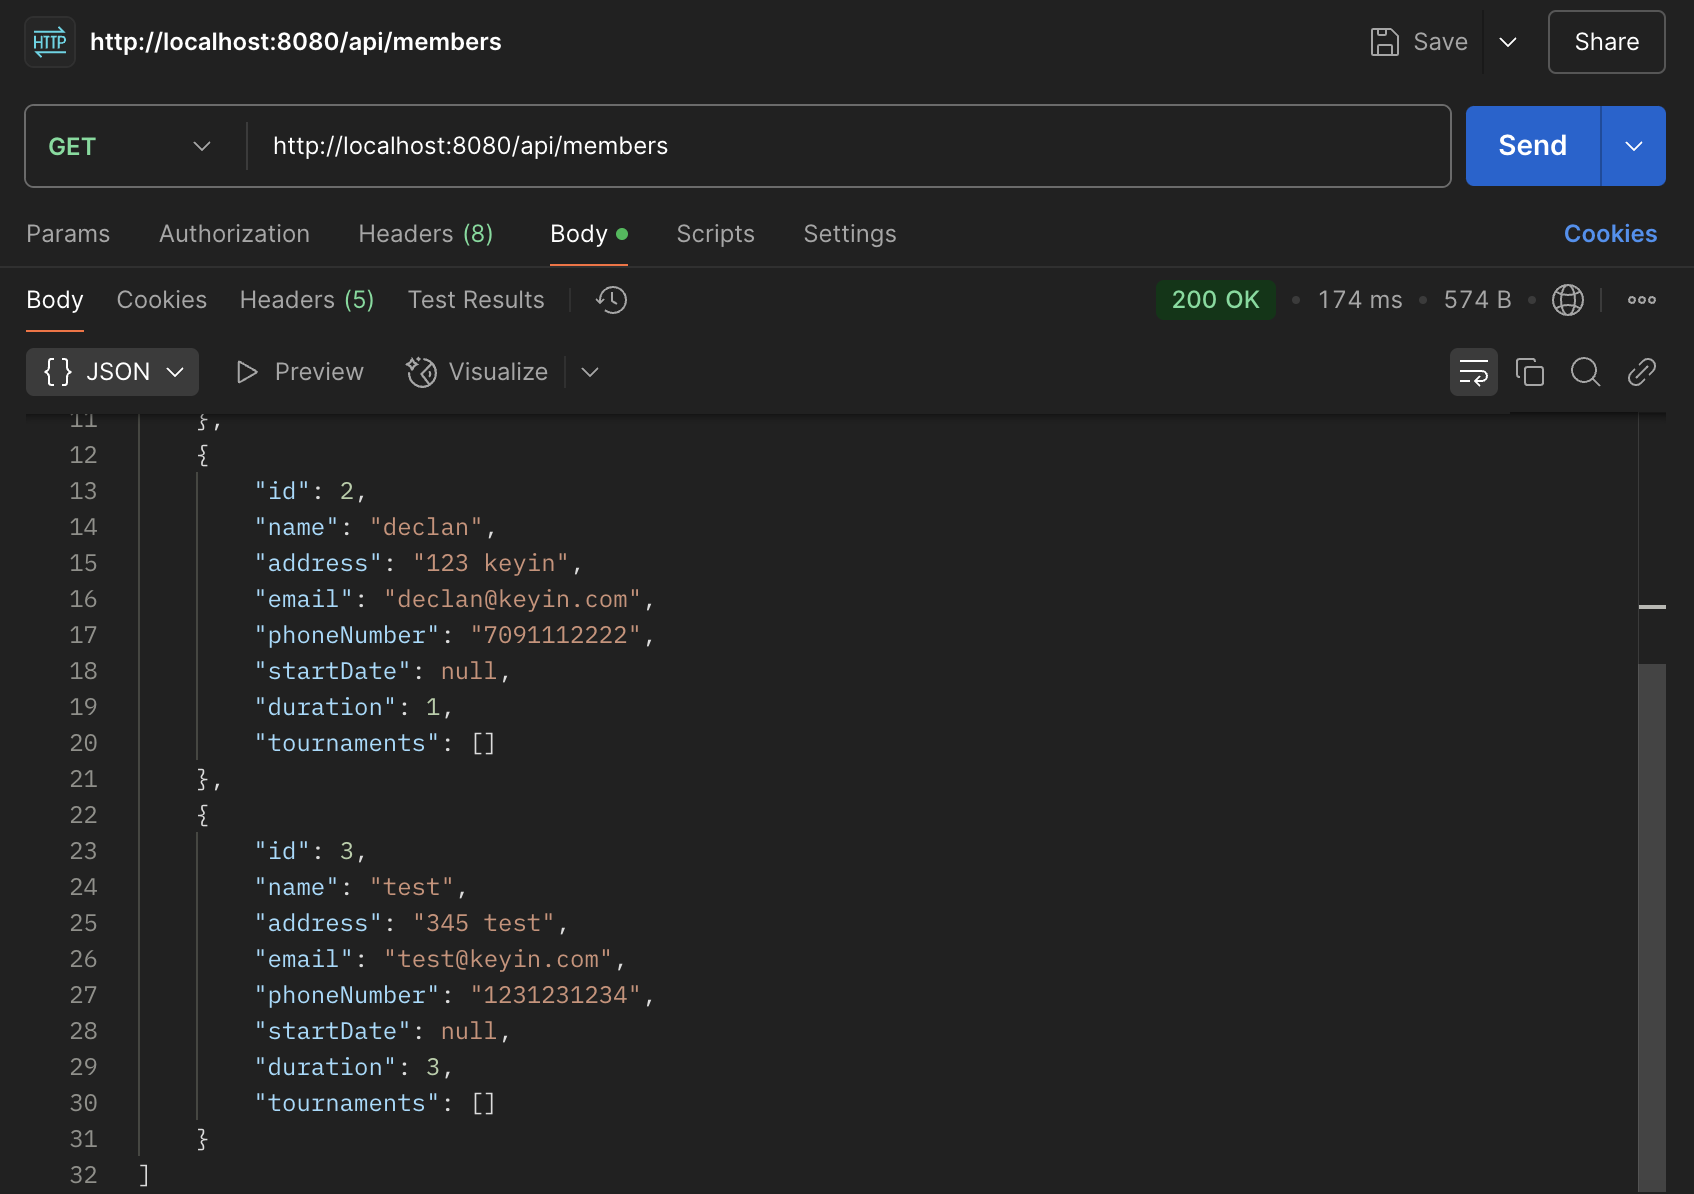 HTTP http://localhost:8080/api/members Save Share
GET http://localhost:8080/api/members Send
Params Authorization Headers (8) Body Scripts Settings Cookies
Body Cookies Headers (5) Test Results 200 OK 174 ms 574 B
{} JSON Preview Visualize
11 },
12 {
13 "id": 2,
14 "name": "declan",
15 "address": "123 keyin",
16 "email": "declan@keyin.com",
17 "phoneNumber": "7091112222",
18 "startDate": null,
19 "duration": 1,
20 "tournaments": []
21 },
22 {
23 "id": 3,
24 "name": "test",
25 "address": "345 test",
26 "email": "test@keyin.com",
27 "phoneNumber": "1231231234",
28 "startDate": null,
29 "duration": 3,
30 "tournaments": []
31 }
32 ]